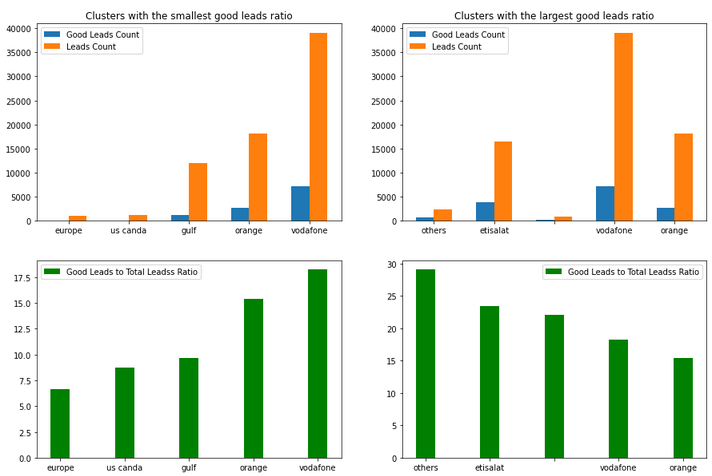 Clusters with the smallest good leads ratio
Good Leads Count
Leads Count
40000
35000
30000
25000
20000
15000
10000
5000
0
europe us canda gulf orange vodafone
Clusters with the largest good leads ratio
Good Leads Count
Leads Count
40000
35000
30000
25000
20000
15000
10000
5000
0
others etisalat vodafone orange
Good Leads to Total Leadss Ratio
17.5
15.0
12.5
10.0
7.5
5.0
2.5
0.0
europe us canda gulf orange vodafone
Good Leads to Total Leadss Ratio
30
25
20
15
10
5
0
others etisalat vodafone orange